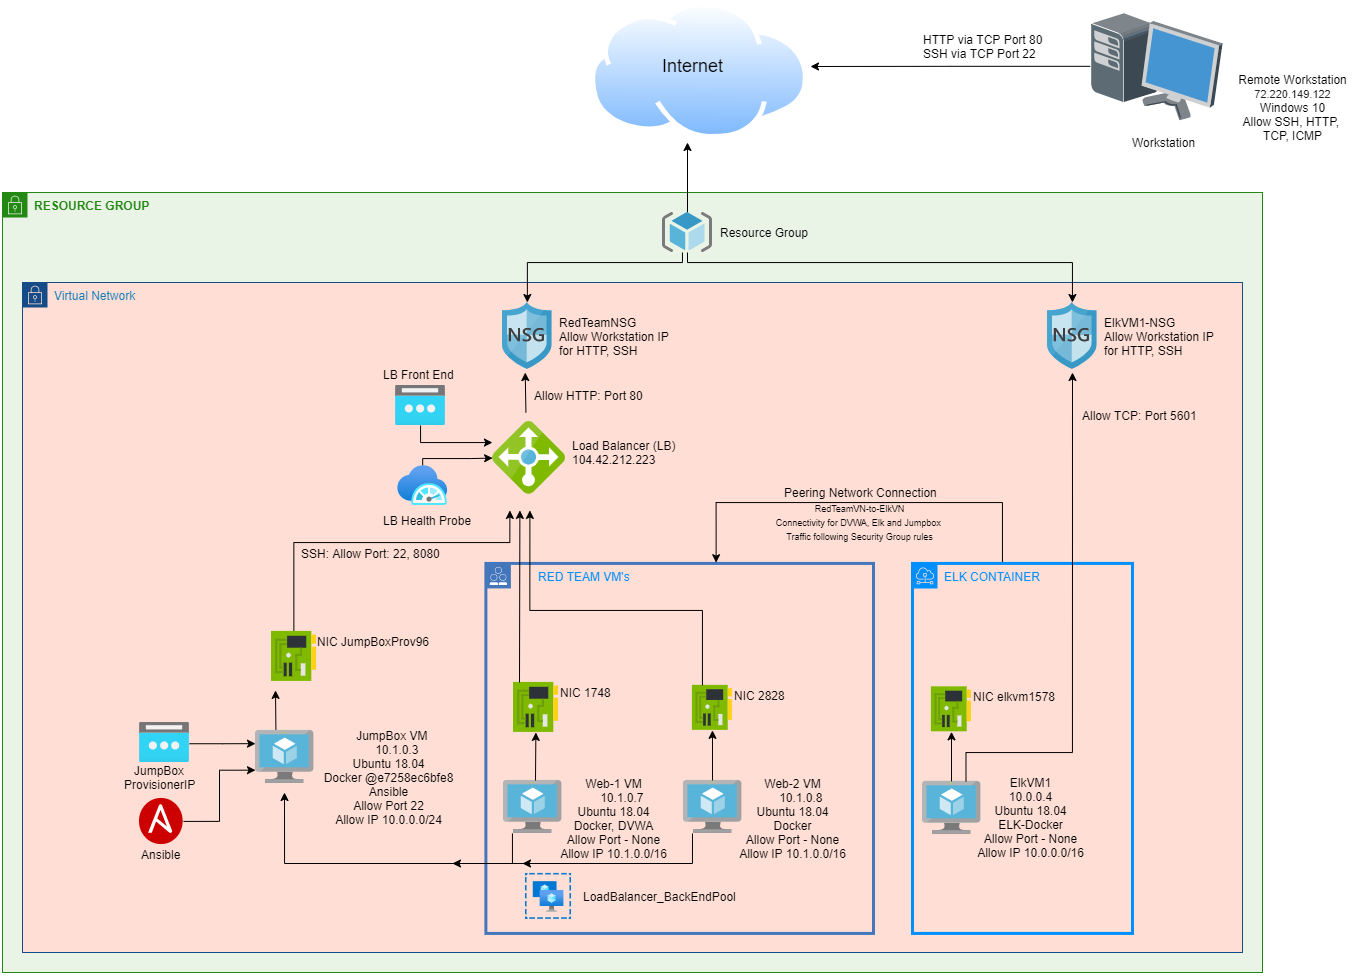 Internet
HTTP via TCP Port 80
SSH via TCP Port 22
Remote Workstation
72.220.149.122
Windows 10
Allow SSH, HTTP,
TCP, ICMP
Workstation
RESOURCE GROUP
Resource Group
Virtual Network
NSG
RedTeamNSG
Allow Workstation IP
for HTTP, SSH
NSG
ElkVM1-NSG
Allow Workstation IP
for HTTP, SSH
LB Front End
Allow HTTP: Port 80
Allow TCP: Port 5601
Load Balancer (LB)
104.42.212.223
LB Health Probe
Peering Network Connection
RedTeamVN-to-ElkVN
Connectivity for DVWA, Elk and Jumpbox
Traffic following Security Group rules
SSH: Allow Port: 22, 8080
RED TEAM VM's
ELK CONTAINER
NIC JumpBoxProv96
NIC 1748
NIC 2828
NIC elkvm1578
JumpBox
ProvisionerIP
Ansible
JumpBox VM
10.1.0.3
Ubuntu 18.04
Docker @e7258ec6bfe8
Ansible
Allow Port 22
Allow IP 10.0.0.0/24
Web-1 VM
10.1.0.7
Ubuntu 18.04
Docker, DVWA
Allow Port - None
Allow IP 10.1.0.0/16
Web-2 VM
10.1.0.8
Ubuntu 18.04
Docker
Allow Port - None
Allow IP 10.1.0.0/16
ElkVM1
10.0.0.4
Ubuntu 18.04
ELK-Docker
Allow Port - None
Allow IP 10.0.0.0/16
LoadBalancer_BackEndPool